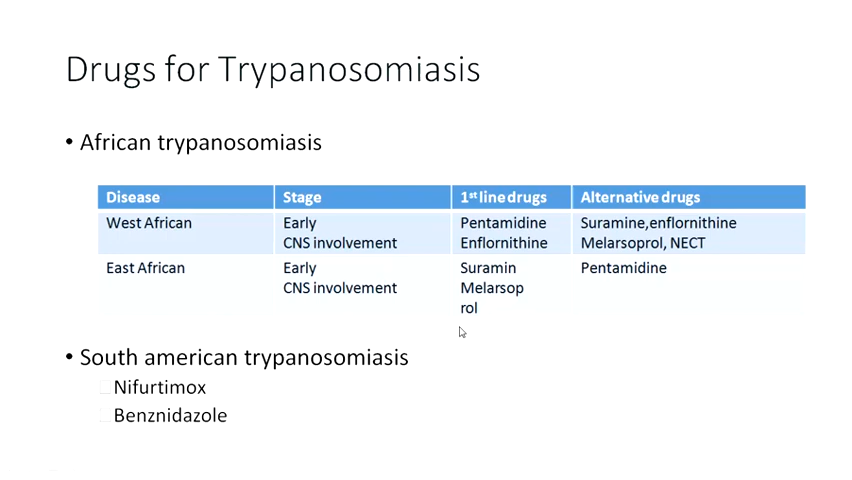 Drugs for Trypanosomiasis
• African trypanosomiasis
Disease Stage 1st line drugs Alternative drugs
West African Early Pentamidine Suramine,enflornithine
CNS involvement Enflornithine Melarsoprol, NECT
East African Early Suramin Pentamidine
CNS involvement Melarsop
rol
• South american trypanosomiasis
Nifurtimox
Benznidazole